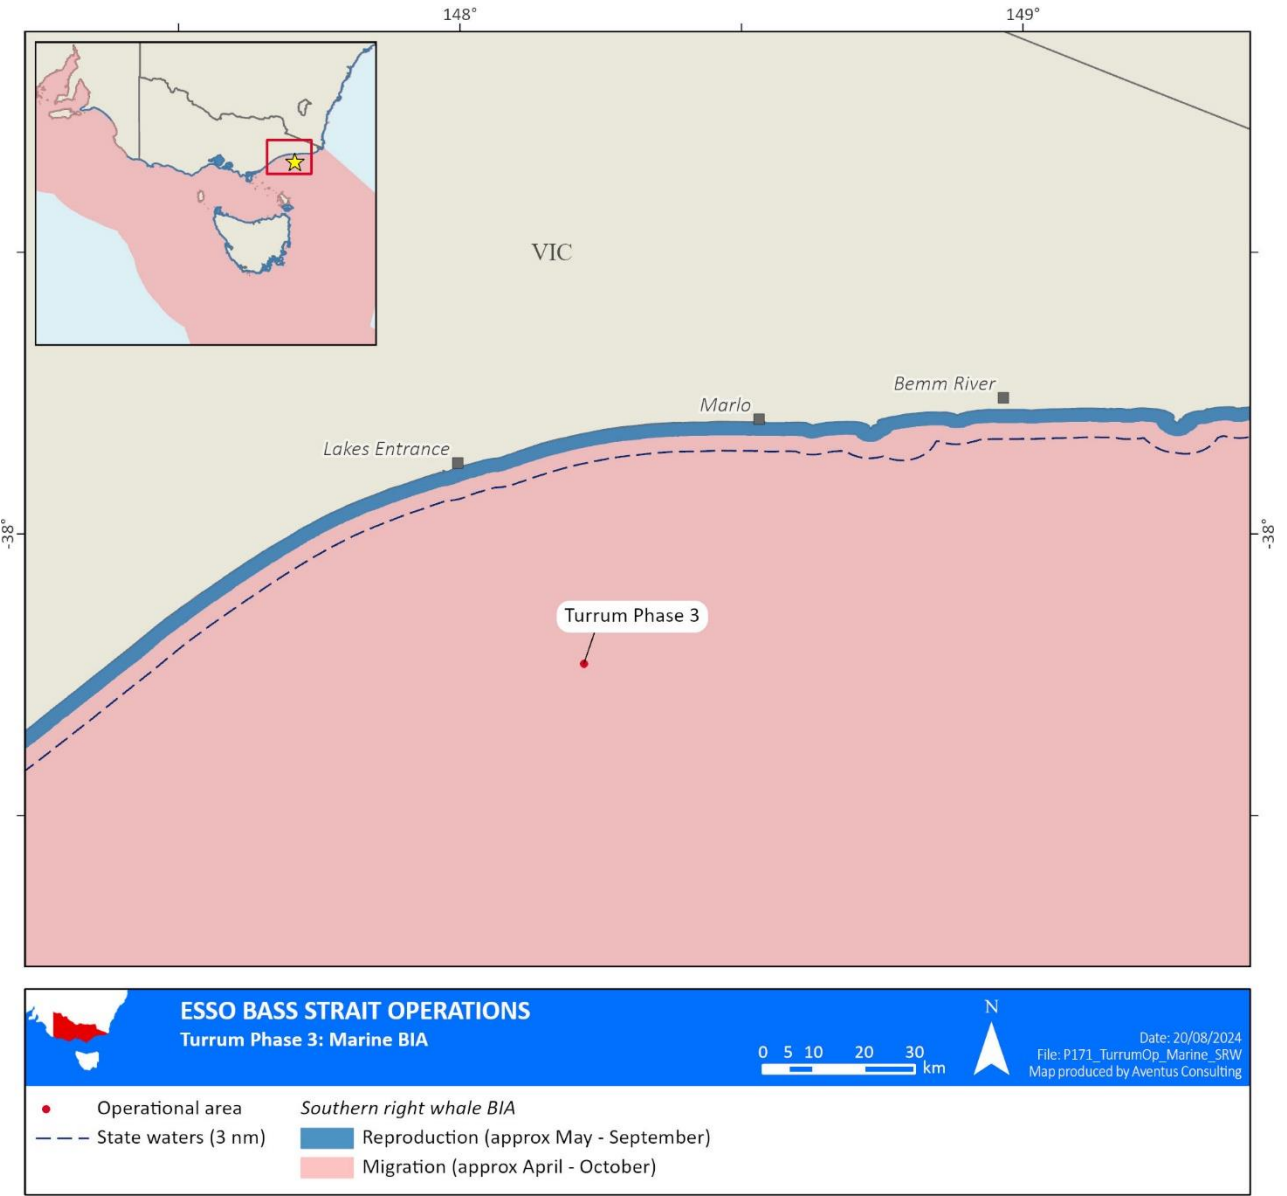 148°
149°
VIC
Bemm River
Marlo
Lakes Entrance
-38°
-38°
Turrum Phase 3
ESSO BASS STRAIT OPERATIONS
Turrum Phase 3: Marine BIA
N
0 5 10 20 30
km
Date: 20/08/2024
File: P171_TurrumOp_Marine_SRW
Map produced by Aventus Consulting
Operational area
State waters (3 nm)
Southern right whale BIA
Reproduction (approx May - September)
Migration (approx April - October)